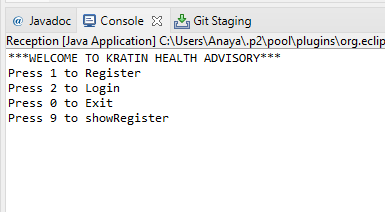 @ Javadoc Console Git Staging
Reception [Java Application] C:\Users\Anaya\.p2\pool\plugins\org.eclip
***WELCOME TO KRATIN HEALTH ADVISORY***
Press 1 to Register
Press 2 to Login
Press 0 to Exit
Press 9 to showRegister